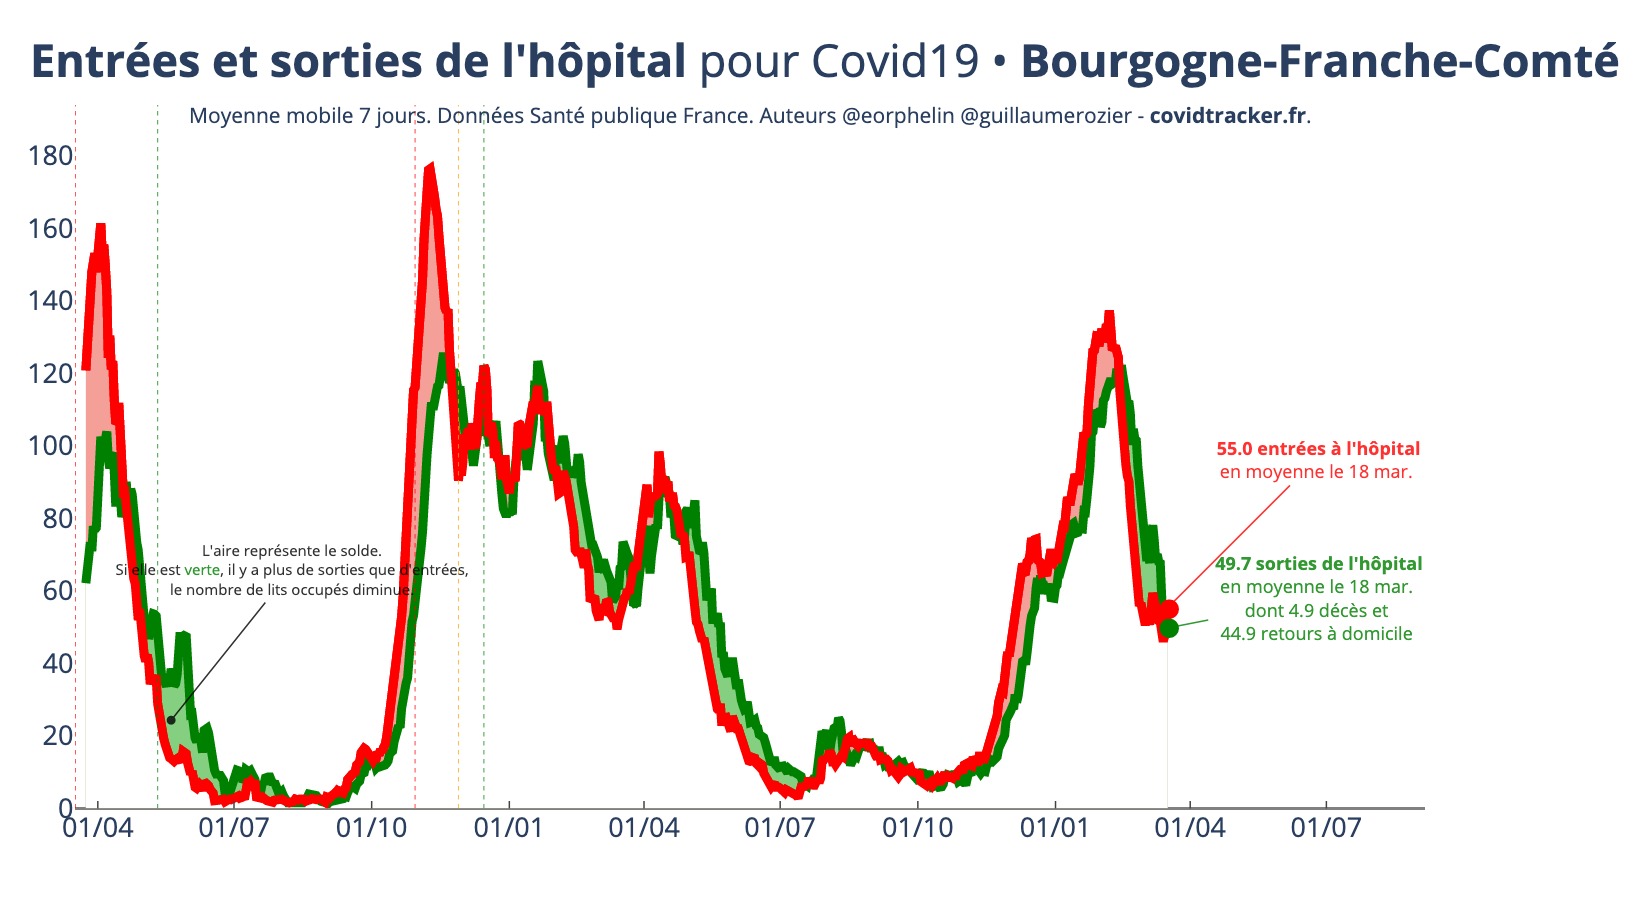 Entrées et sorties de l'hôpital pour Covid19 • Bourgogne-Franche-Comté
Moyenne mobile 7 jours. Données Santé publique France. Auteurs @eorphelin @guillaumerozier - covidtracker.fr.
180
160
140
120
100
80
60
40
20
0
55.0 entrées à l'hôpital
en moyenne le 18 mar.
49.7 sorties de l'hôpital
en moyenne le 18 mar.
dont 4.9 décès et
44.9 retours à domicile
L'aire représente le solde.
Si elle est verte, il y a plus de sorties que d'entrées,
le nombre de lits occupés diminue.
01/04 01/07 01/10 01/01 01/04 01/07 01/10 01/01 01/04 01/07